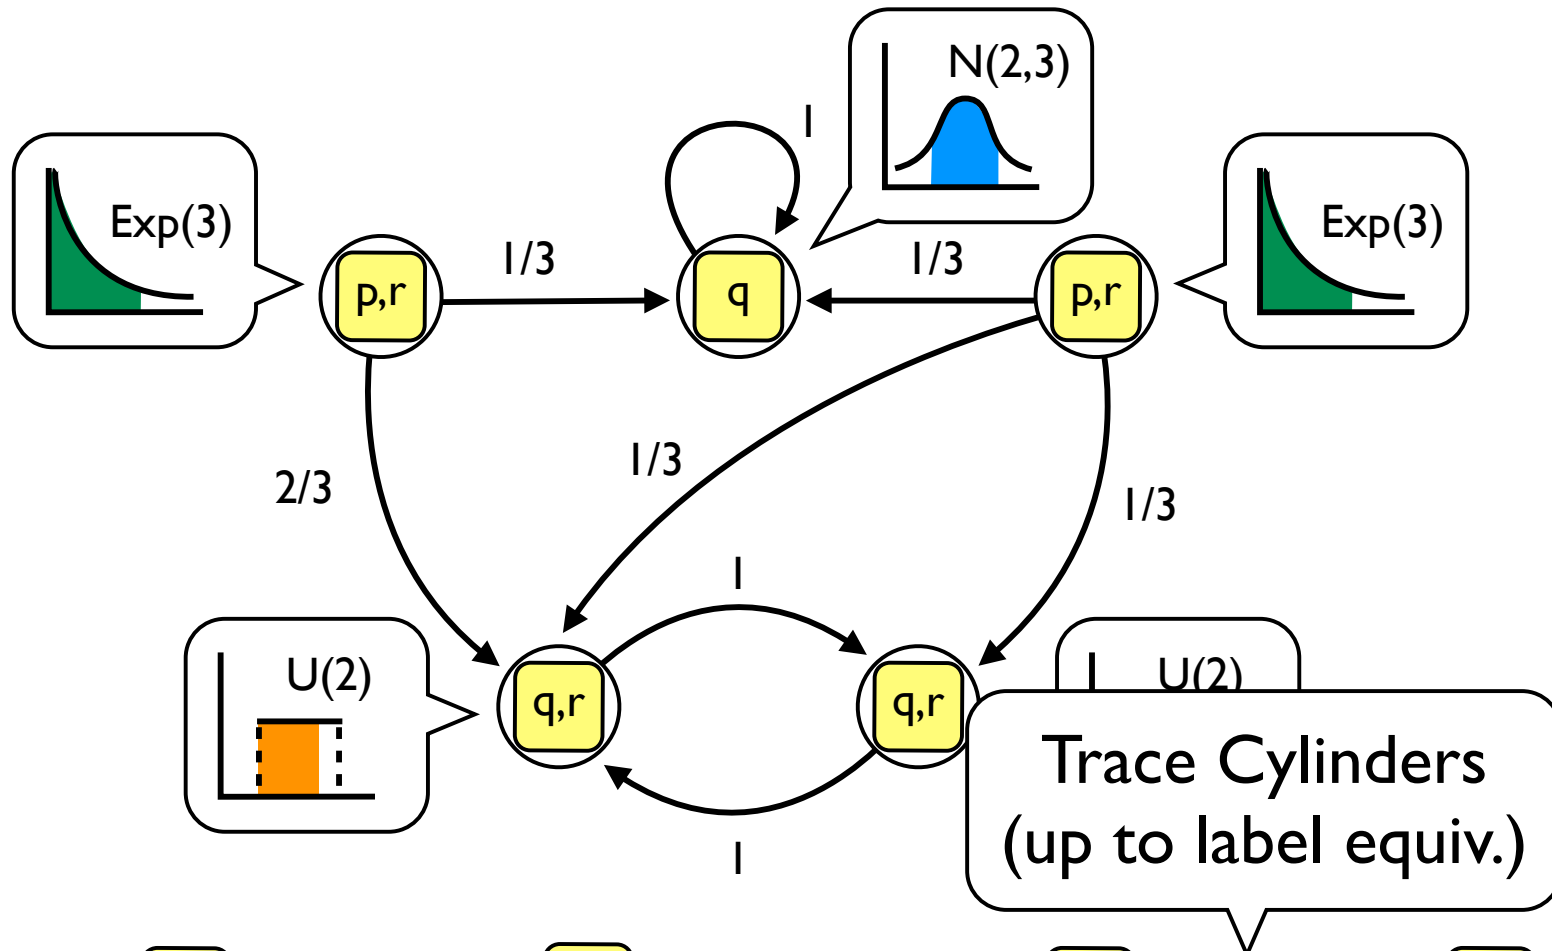 N(2,3)
1
Exp(3)
Exp(3)
1/3
1/3
p,r
q
p,r
2/3
1/3
1/3
1
U(2)
U(2)
q,r
q,r
Trace Cylinders
(up to label equiv.)
1